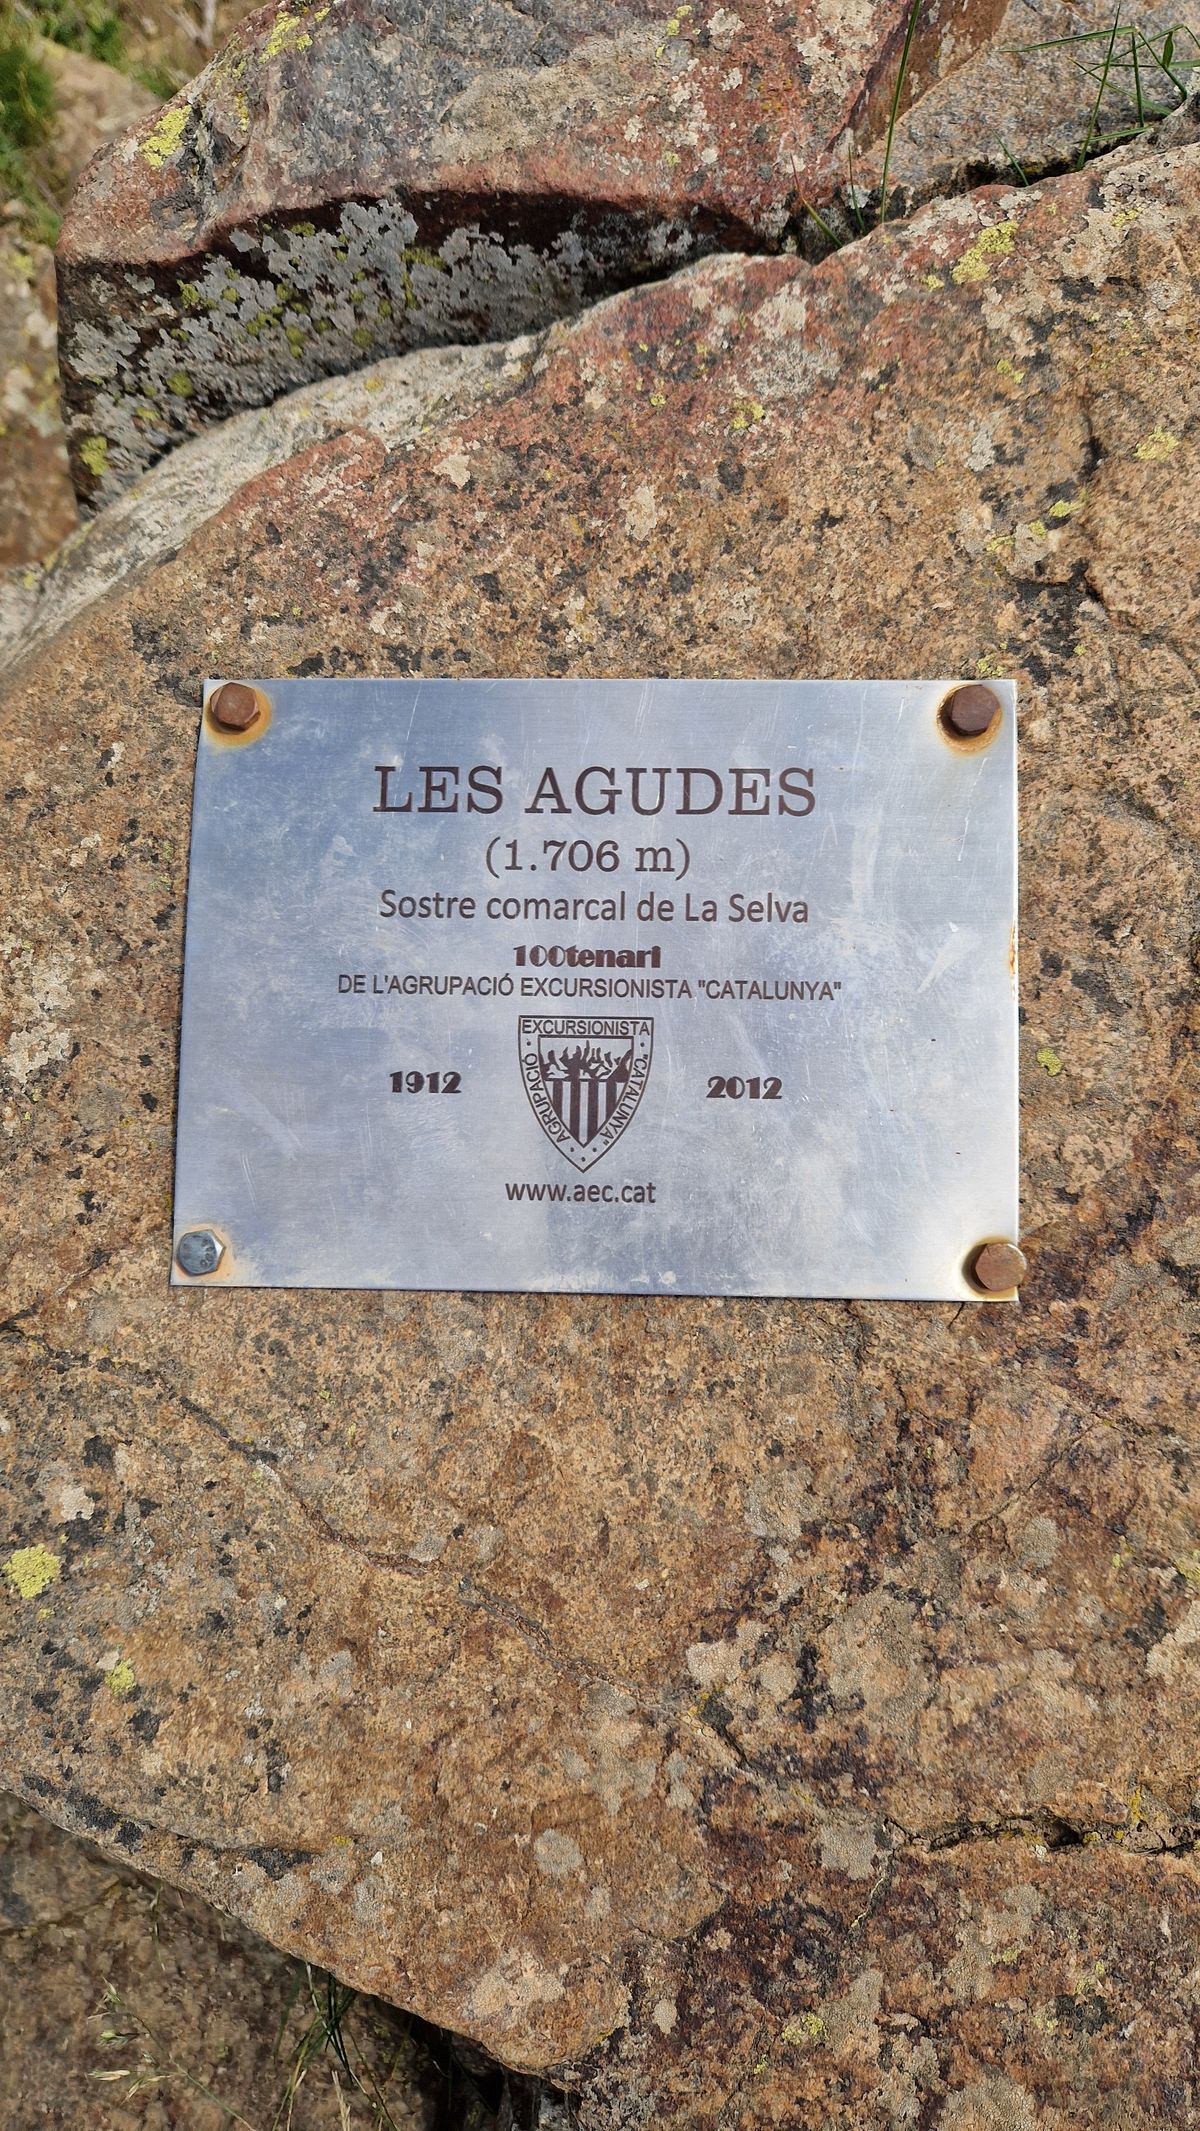 LES AGUDES
(1.706 m)
Sostre comarcal de La Selva
100tenari
DE L'AGRUPACIÓ EXCURSIONISTA "CATALUNYA"
1912
AGRUPACIÓ EXCURSIONISTA "CATALUNYA"
2012
www.aec.cat